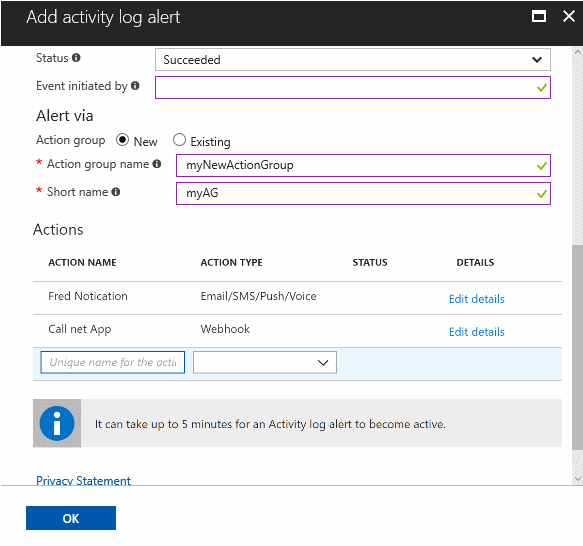 Add activity log alert
Status
Succeeded
Event initiated by
Alert via
Action group New Existing
* Action group name myNewActionGroup
* Short name myAG
Actions
ACTION NAME ACTION TYPE STATUS DETAILS
Fred Notication Email/SMS/Push/Voice Edit details
Call net App Webhook Edit details
Unique name for the acti
It can take up to 5 minutes for an Activity log alert to become active.
Privacy Statement
OK